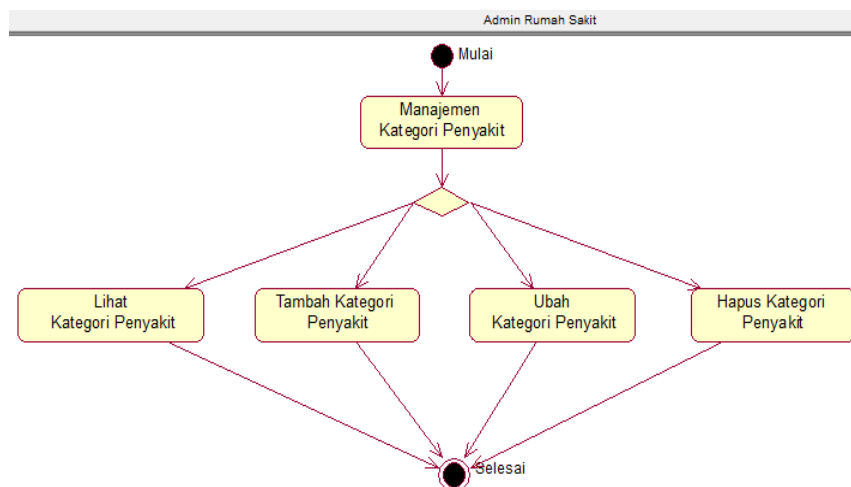 Admin Rumah Sakit
Mulai
Manajemen
Kategori Penyakit
Lihat
Kategori Penyakit
Tambah Kategori
Penyakit
Ubah
Kategori Penyakit
Hapus Kategori
Penyakit
Selesai